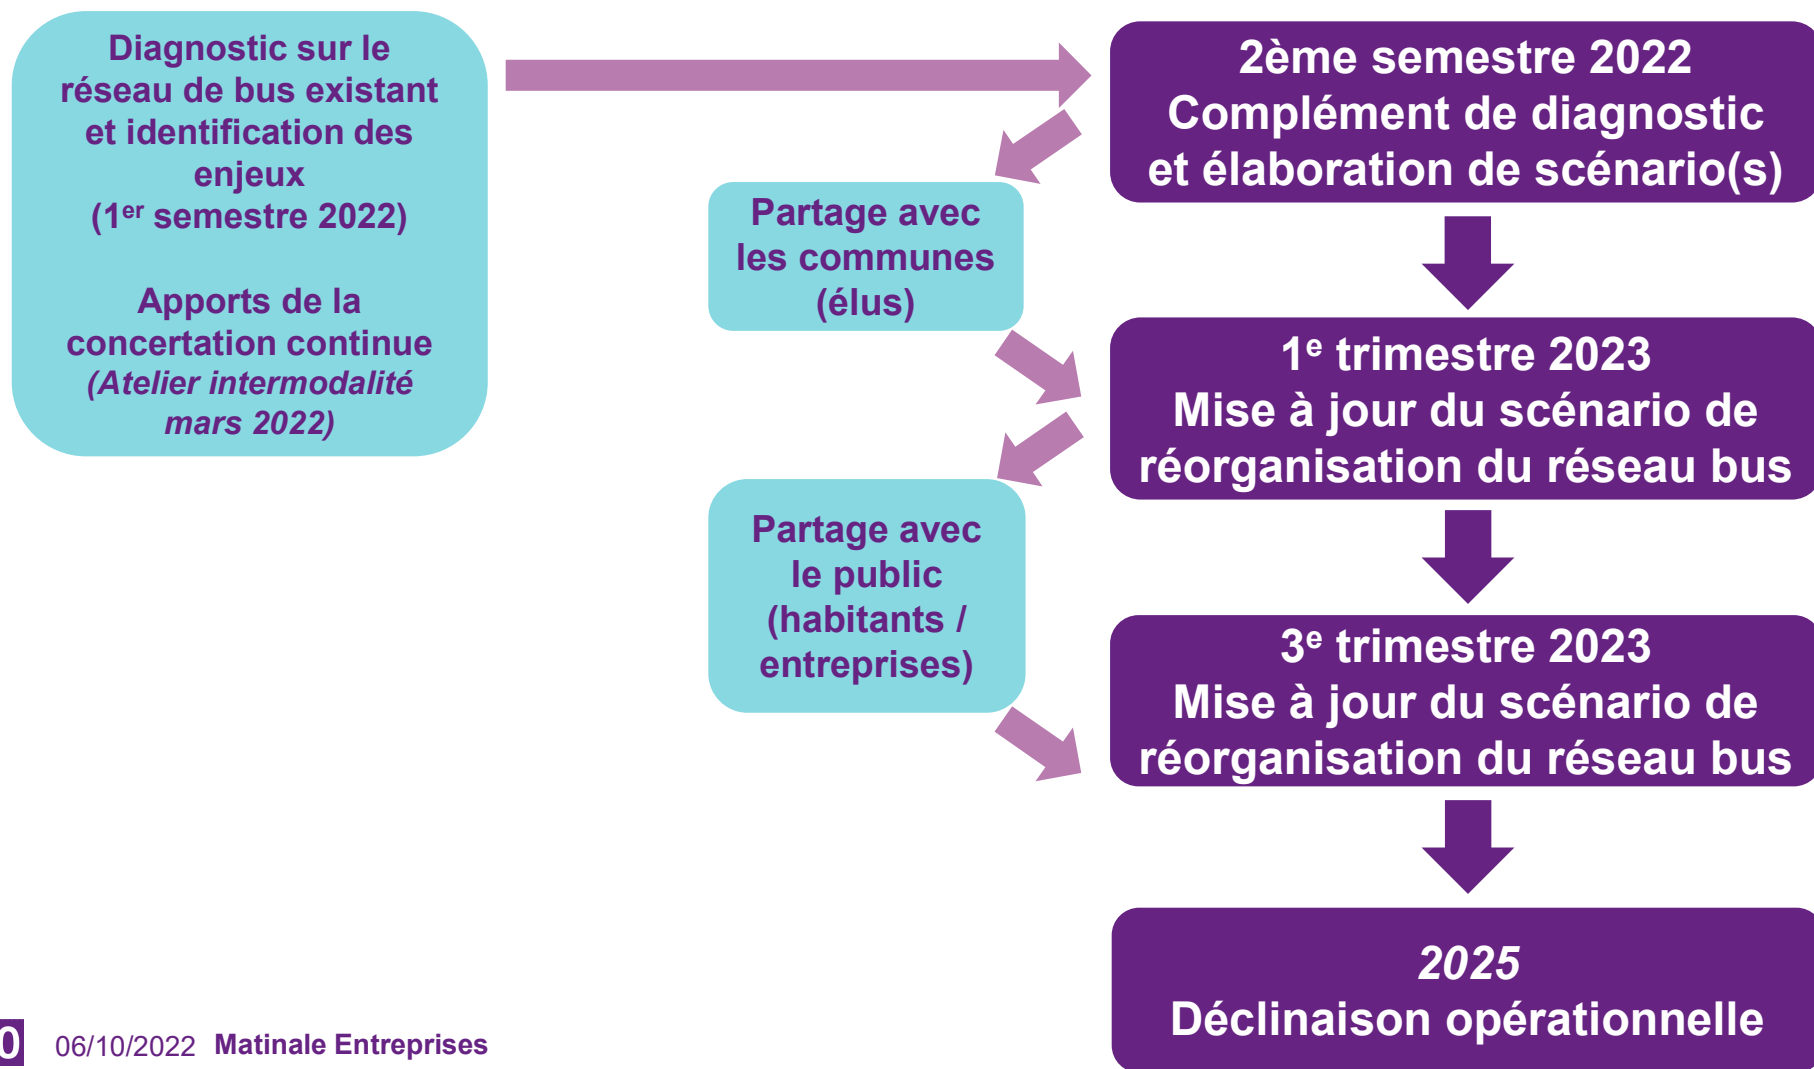 Diagnostic sur le
réseau de bus existant
et identification des
enjeux
(1er semestre 2022)
Apports de la
concertation continue
(Atelier intermodalité
mars 2022)
2ème semestre 2022
Complément de diagnostic
et élaboration de scénario(s)
Partage avec
les communes
(élus)
1e trimestre 2023
Mise à jour du scénario de
réorganisation du réseau bus
Partage avec
le public
(habitants /
entreprises)
3e trimestre 2023
Mise à jour du scénario de
réorganisation du réseau bus
2025
Déclinaison opérationnelle
0 06/10/2022 Matinale Entreprises